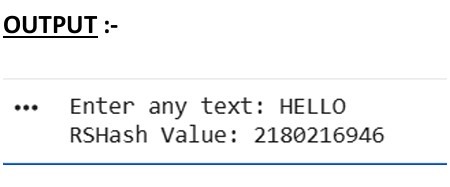 OUTPUT :-
••• Enter any text: HELLO
RSHash Value: 2180216946